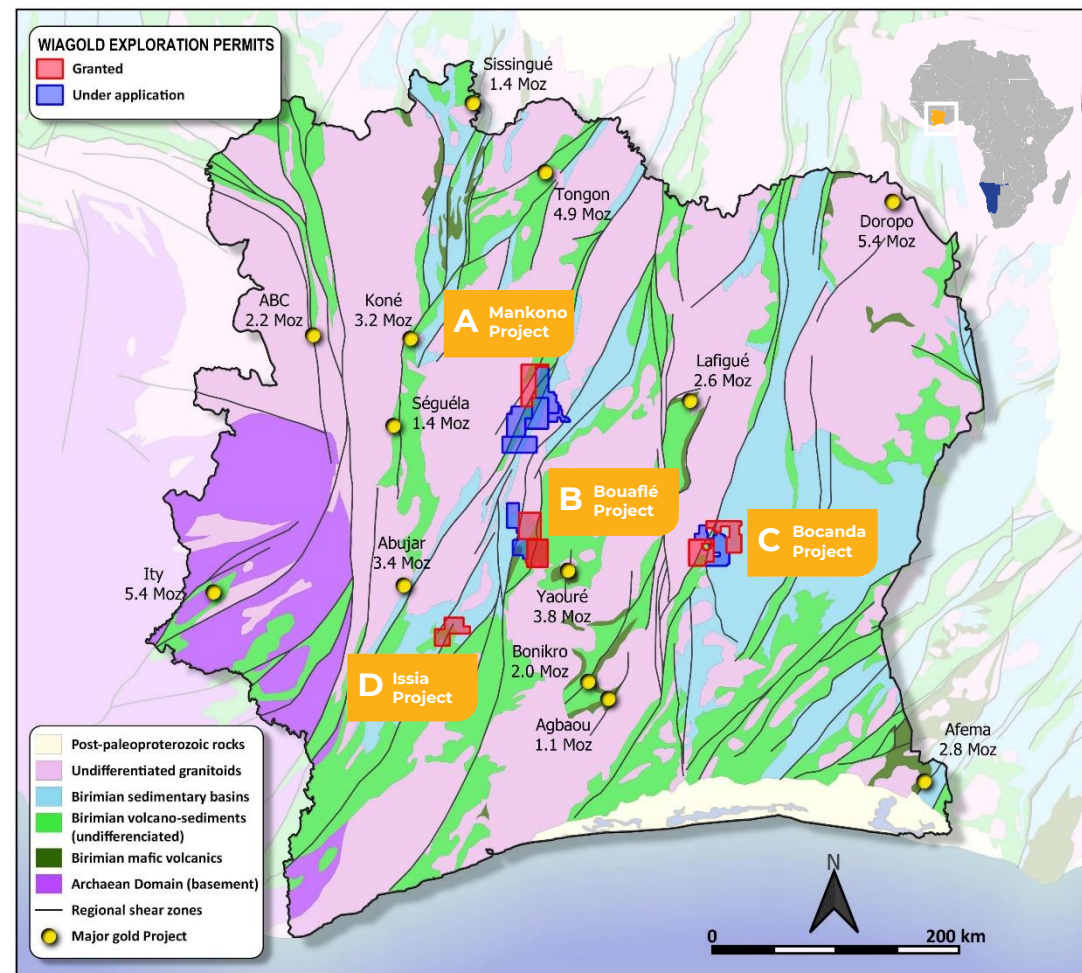 WIAGOLD EXPLORATION PERMITS
Granted
Under application
Sissingué
1.4 Moz
Tongon
4.9 Moz
Doropo
5.4 Moz
ABC
2.2 Moz
Koné
3.2 Moz
A Mankono
Project
Lafigué
2.6 Moz
Séguéla
1.4 Moz
B Bouaflé
Project
C Bocanda
Project
Abujar
3.4 Moz
Ity
5.4 Moz
Yaouré
3.8 Moz
Bonikro
2.0 Moz
D Issia
Project
Agbaou
1.1 Moz
Afema
2.8 Moz
Post-paleoproterozoic rocks
Undifferentiated granitoids
Birimian sedimentary basins
Birimian volcano-sediments
(undifferenciated)
Birimian mafic volcanics
Archaean Domain (basement)
Regional shear zones
Major gold Project
N
0 200 km